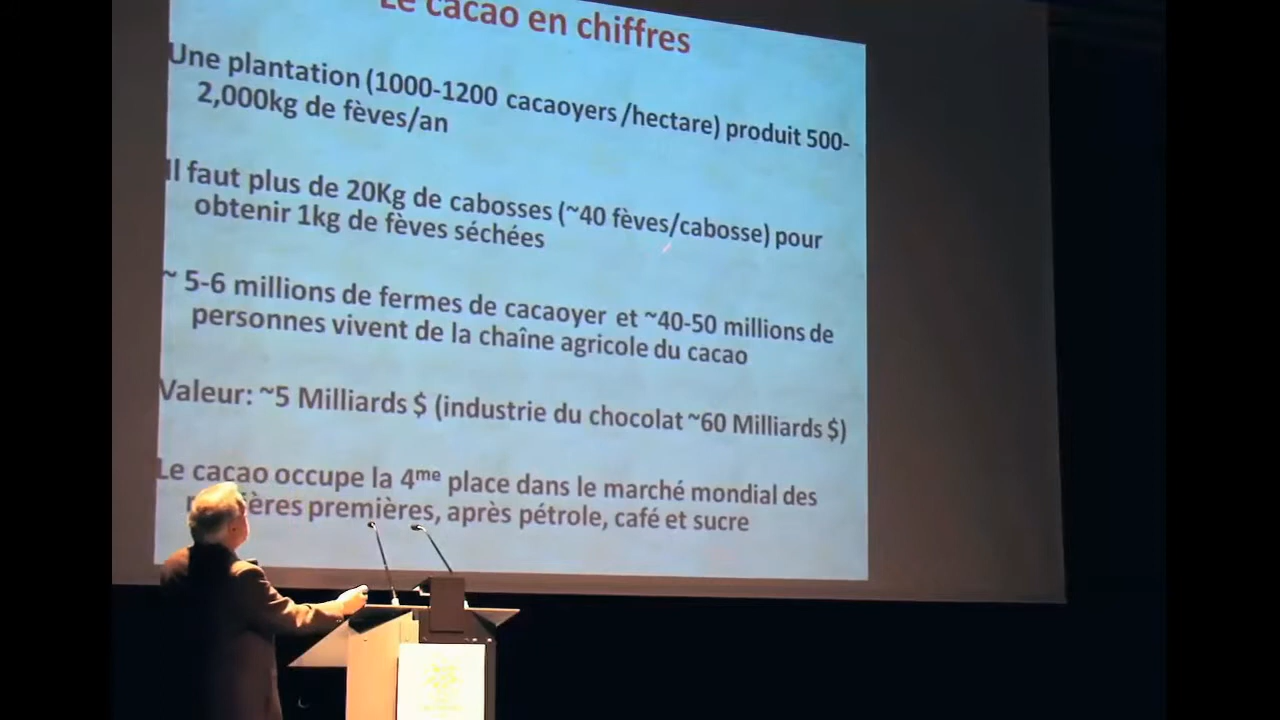 Le cacao en chiffres
Une plantation (1000-1200 cacaoyers/hectare) produit 500-
2,000kg de fèves/an
Il faut plus de 20Kg de cabosses (~40 fèves/cabosse) pour
obtenir 1kg de fèves séchées
~ 5-6 millions de fermes de cacaoyer et ~40-50 millions de
personnes vivent de la chaîne agricole du cacao
Valeur: ~5 Milliards $ (industrie du chocolat ~60 Milliards $)
Le cacao occupe la 4me place dans le marché mondial des
premières, après pétrole, café et sucre